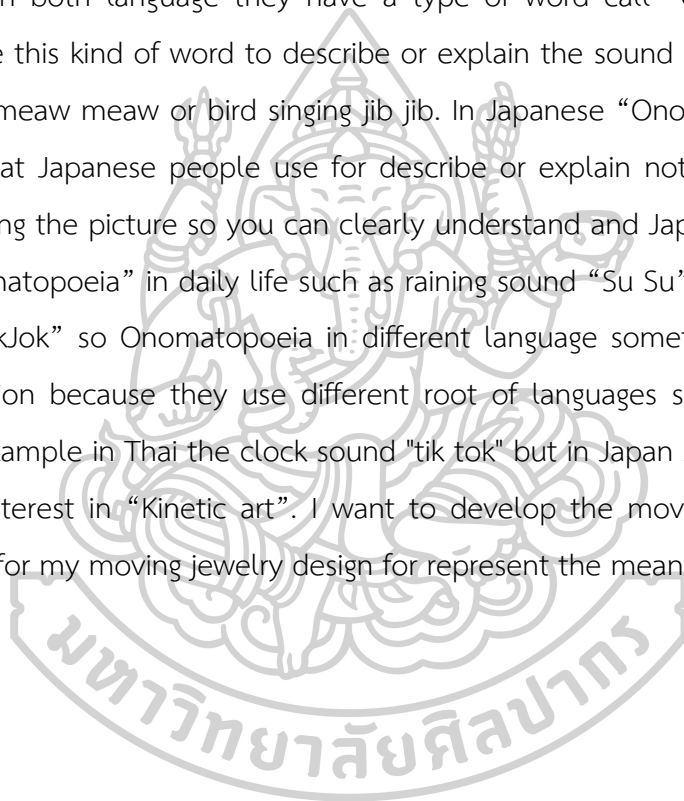 both language they have a type of word call
this kind of word to describe or explain the sound
meaw meaw or bird singing jib jib. In Japanese “Ono
at Japanese people use for describe or explain not
ing the picture so you can clearly understand and Jap
natopoeia” in daily life such as raining sound “Su Su”
kJok” so Onomatopoeia in different language some
ion because they use different root of languages s
ample in Thai the clock sound "tik tok" but in Japan
terest in “Kinetic art”. I want to develop the mov
for my moving jewelry design for represent the mean
มหาวิทยาลัยศิลปากร